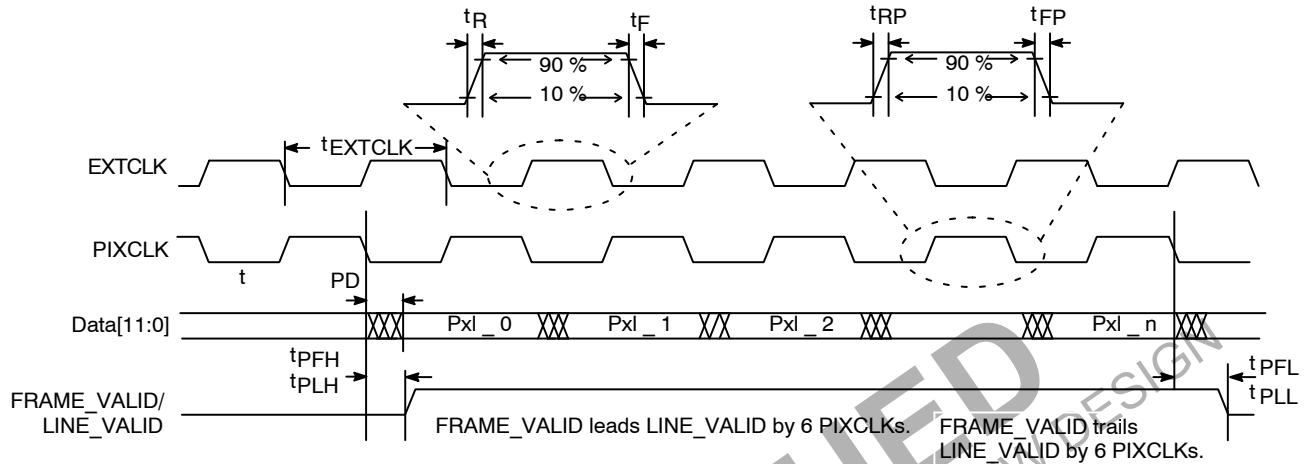 tR tF tRP tFP
90 % 90 %
10 % 10 %
tEXTCLK
EXTCLK
PIXCLK
t
PD
Data[11:0] Pxl _ 0 Pxl _ 1 Pxl _ 2 Pxl _ n
tPFH tPFL
tPLH tPLL
FRAME_VALID/
LINE_VALID
FRAME_VALID leads LINE_VALID by 6 PIXCLKs.
FRAME_VALID trails
LINE_VALID by 6 PIXCLKs.
DESIGN